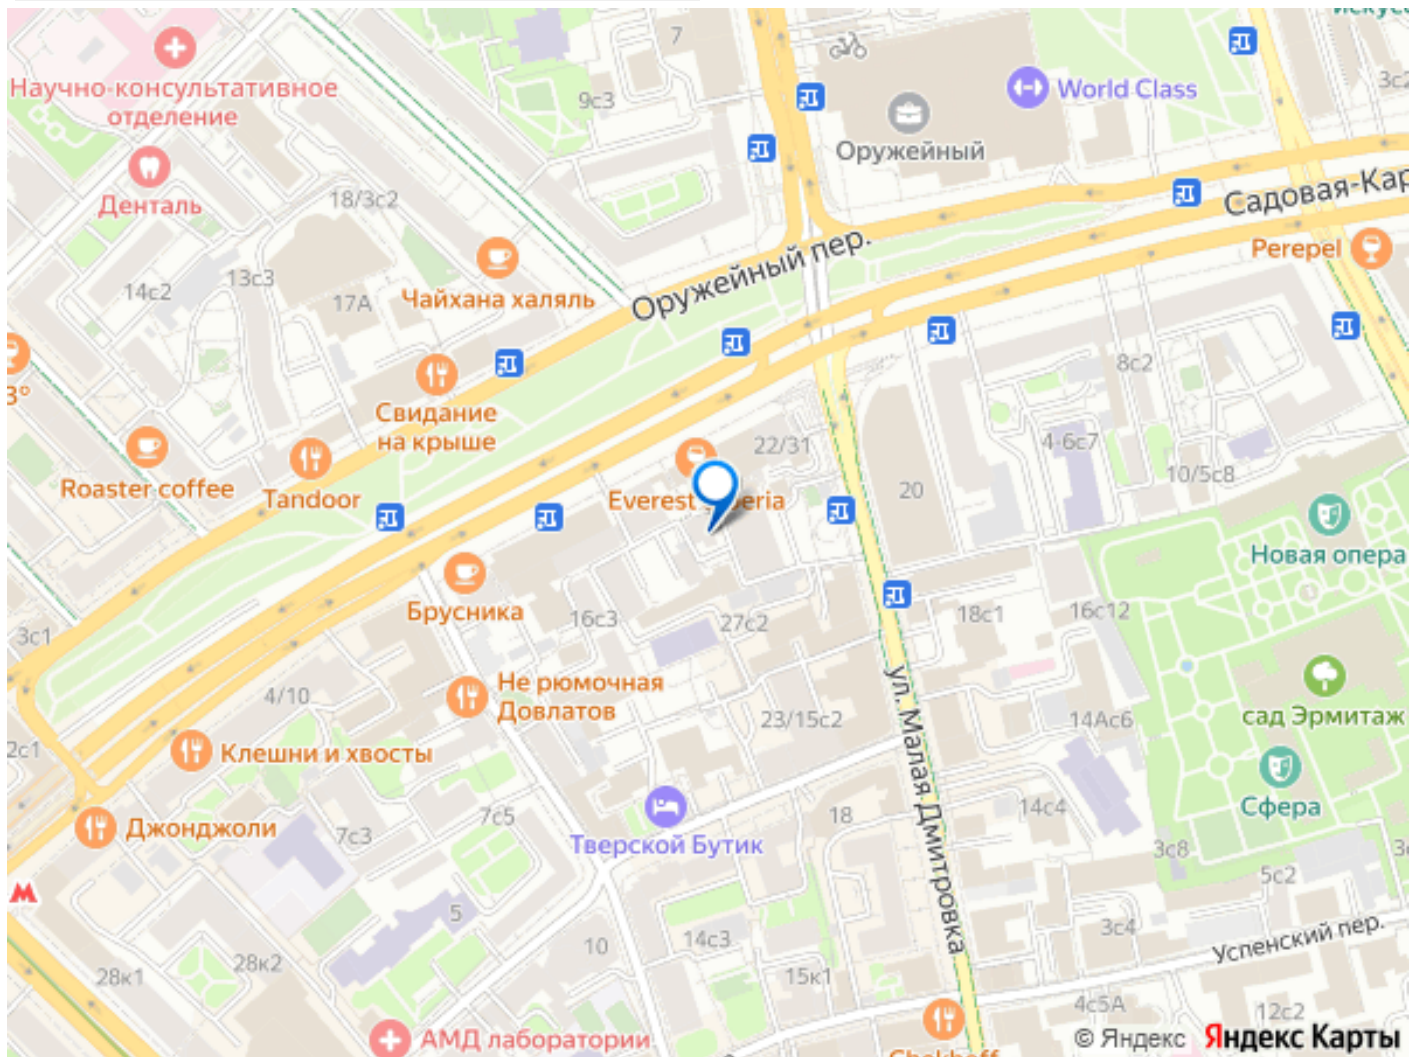 7
3с2
World Class
Научно-консультативное
отделение
9с3
Оружейный
Денталь
18/3с2
Садовая-Кар
Perepel
Оружейный пер.
13с3
14с2
17А
Чайхана халяль
8с2
3°
Свидание
на крыше
22/31
4-6с7
10/5с8
Roaster coffee
Tandoor
Everest
20
Новая опера
Брусника
16с3
27с2
18с1
16с12
3с1
4/10
Не рюмочная
Довлатов
23/15с2
14Ас6
сад Эрмитаж
2с1
Клешни и хвосты
ул. Малая Дмитровка
Сфера
Джонджоли
7с3
7с5
Тверской Бутик
18
14с4
3с8
5с2
5
10
14с3
3с4
Успенский пер.
28к1
28к2
15к1
4с5А
12с2
АМД лаборатории
Chekhoff
© Яндекс Яндекс Карты